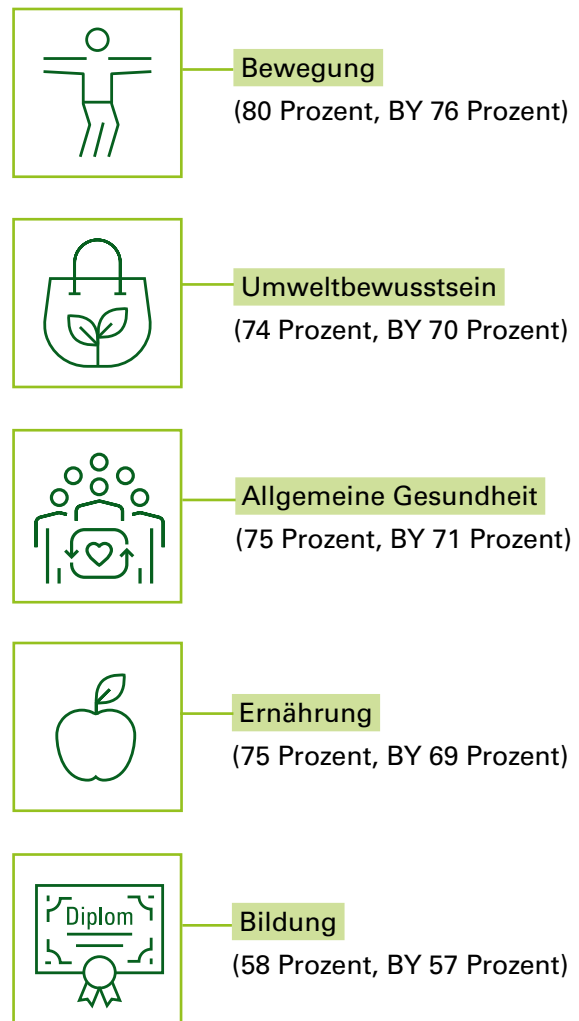 Bewegung
(80 Prozent, BY 76 Prozent)
Umweltbewusstsein
(74 Prozent, BY 70 Prozent)
Allgemeine Gesundheit
(75 Prozent, BY 71 Prozent)
Ernährung
(75 Prozent, BY 69 Prozent)
Diplom
Bildung
(58 Prozent, BY 57 Prozent)